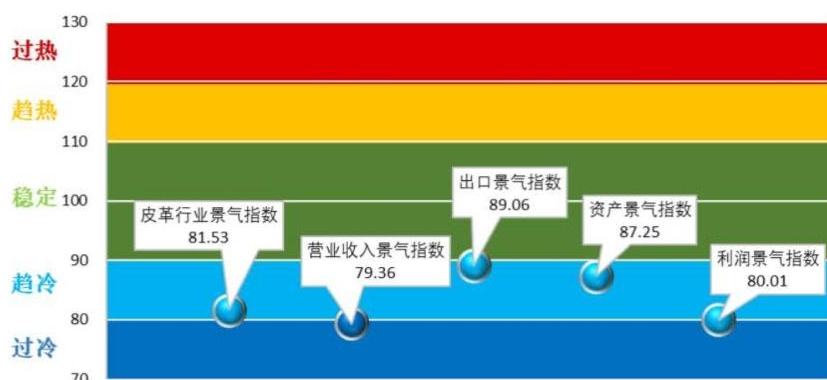 130
过热
120
趋热
110
稳定
100
90
趋冷
80
过冷
70
皮革行业景气指数
81.53
营业收入景气指数
79.36
出口景气指数
89.06
资产景气指数
87.25
利润景气指数
80.01